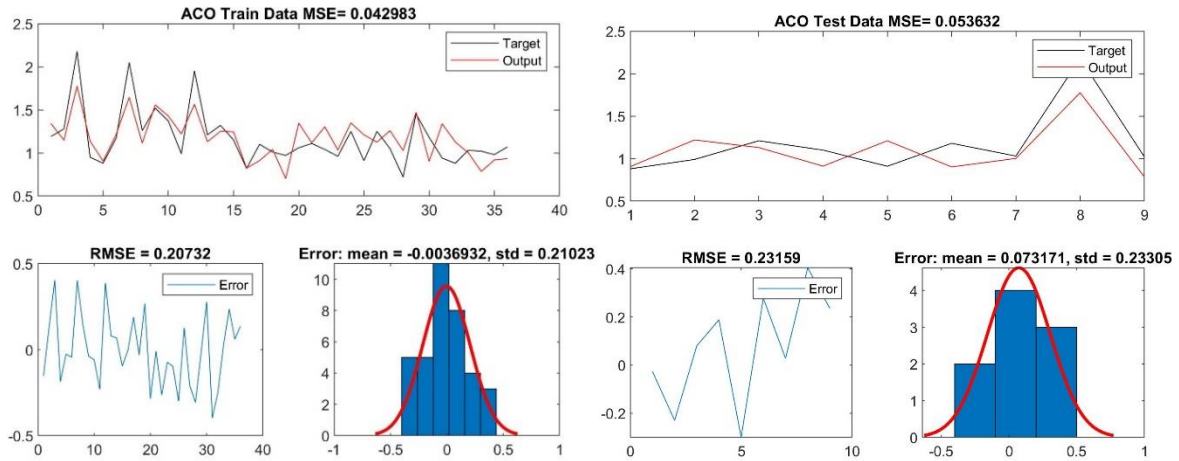 ACO Train Data MSE= 0.042983
2.5
2
1.5
1
0.5
Target
Output
0 5 10 15 20 25 30 35 40
ACO Test Data MSE= 0.053632
2.5
2
1.5
1
0.5
Target
Output
1 2 3 4 5 6 7 8 9
RMSE = 0.20732
0.5
0
-0.5
Error
0 10 20 30 40
Error: mean = -0.0036932, std = 0.21023
10
8
6
4
2
0
-1 -0.5 0 0.5 1
RMSE = 0.23159
0.4
0.2
0
-0.2
Error
0 5 10
Error: mean = 0.073171, std = 0.23305
4
3
2
1
0
-0.5 0 0.5 1